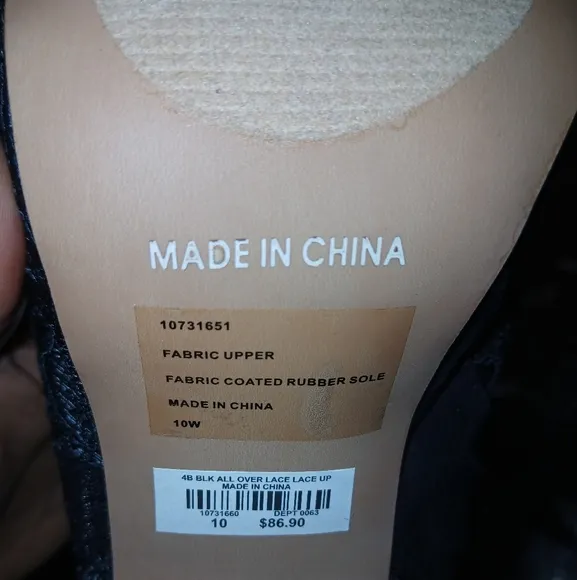 MADE IN CHINA
10731651
FABRIC UPPER
FABRIC COATED RUBBER SOLE
MADE IN CHINA
10W
4B BLK ALL OVER LACE LACE UP
MADE IN CHINA
10731660 DEPT 0063
10 $86.90